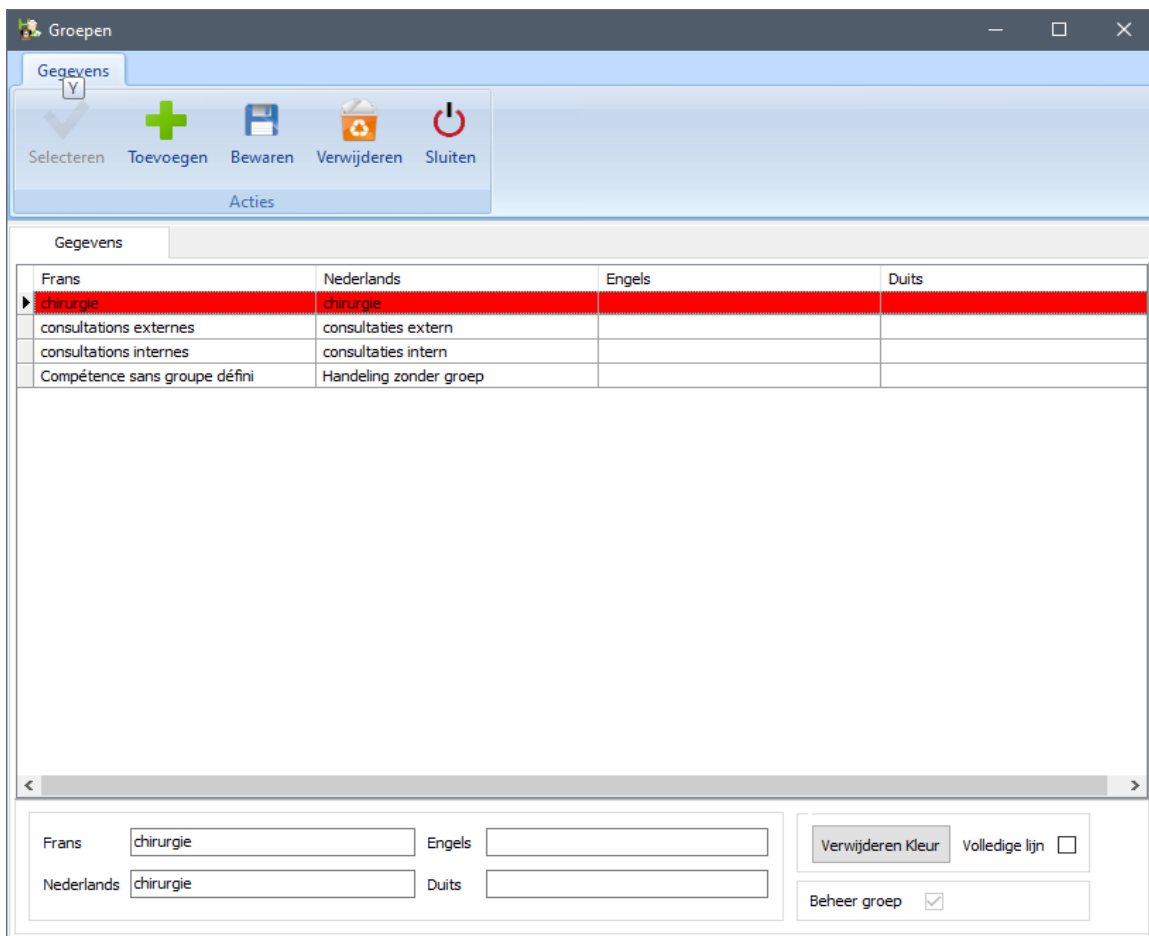 Groepen
Gegevens
Y
Selecteren Toevoegen Bewaren Verwijderen Sluiten
Acties
Gegevens
Frans Nederlands Engels Duits
chirurgie chirurgie
consultations externes consultaties extern
consultations internes consultaties intern
Compétence sans groupe défini Handeling zonder groep
Frans chirurgie Engels Verwijderen Kleur Volledige lijn
Nederlands chirurgie Duits
Beheer groep